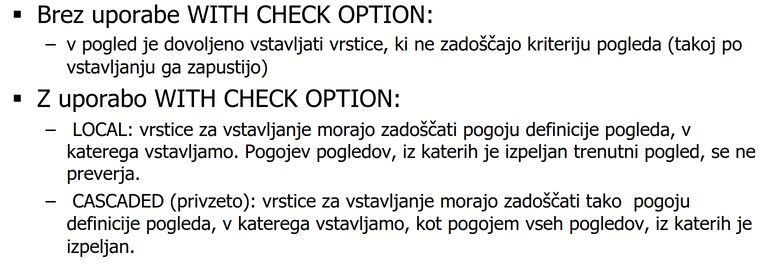 ▪ Brez uporabe WITH CHECK OPTION:
– v pogled je dovoljeno vstavljati vrstice, ki ne zadoščajo kriteriju pogleda (takoj po
vstavljanju ga zapustijo)
▪ Z uporabo WITH CHECK OPTION:
– LOCAL: vrstice za vstavljanje morajo zadoščati pogoju definicije pogleda, v
katerega vstavljamo. Pogojev pogledov, iz katerih je izpeljan trenutni pogled, se ne
preverja.
– CASCADED (privzeto): vrstice za vstavljanje morajo zadoščati tako pogoju
definicije pogleda, v katerega vstavljamo, kot pogojem vseh pogledov, iz katerih je
izpeljan.